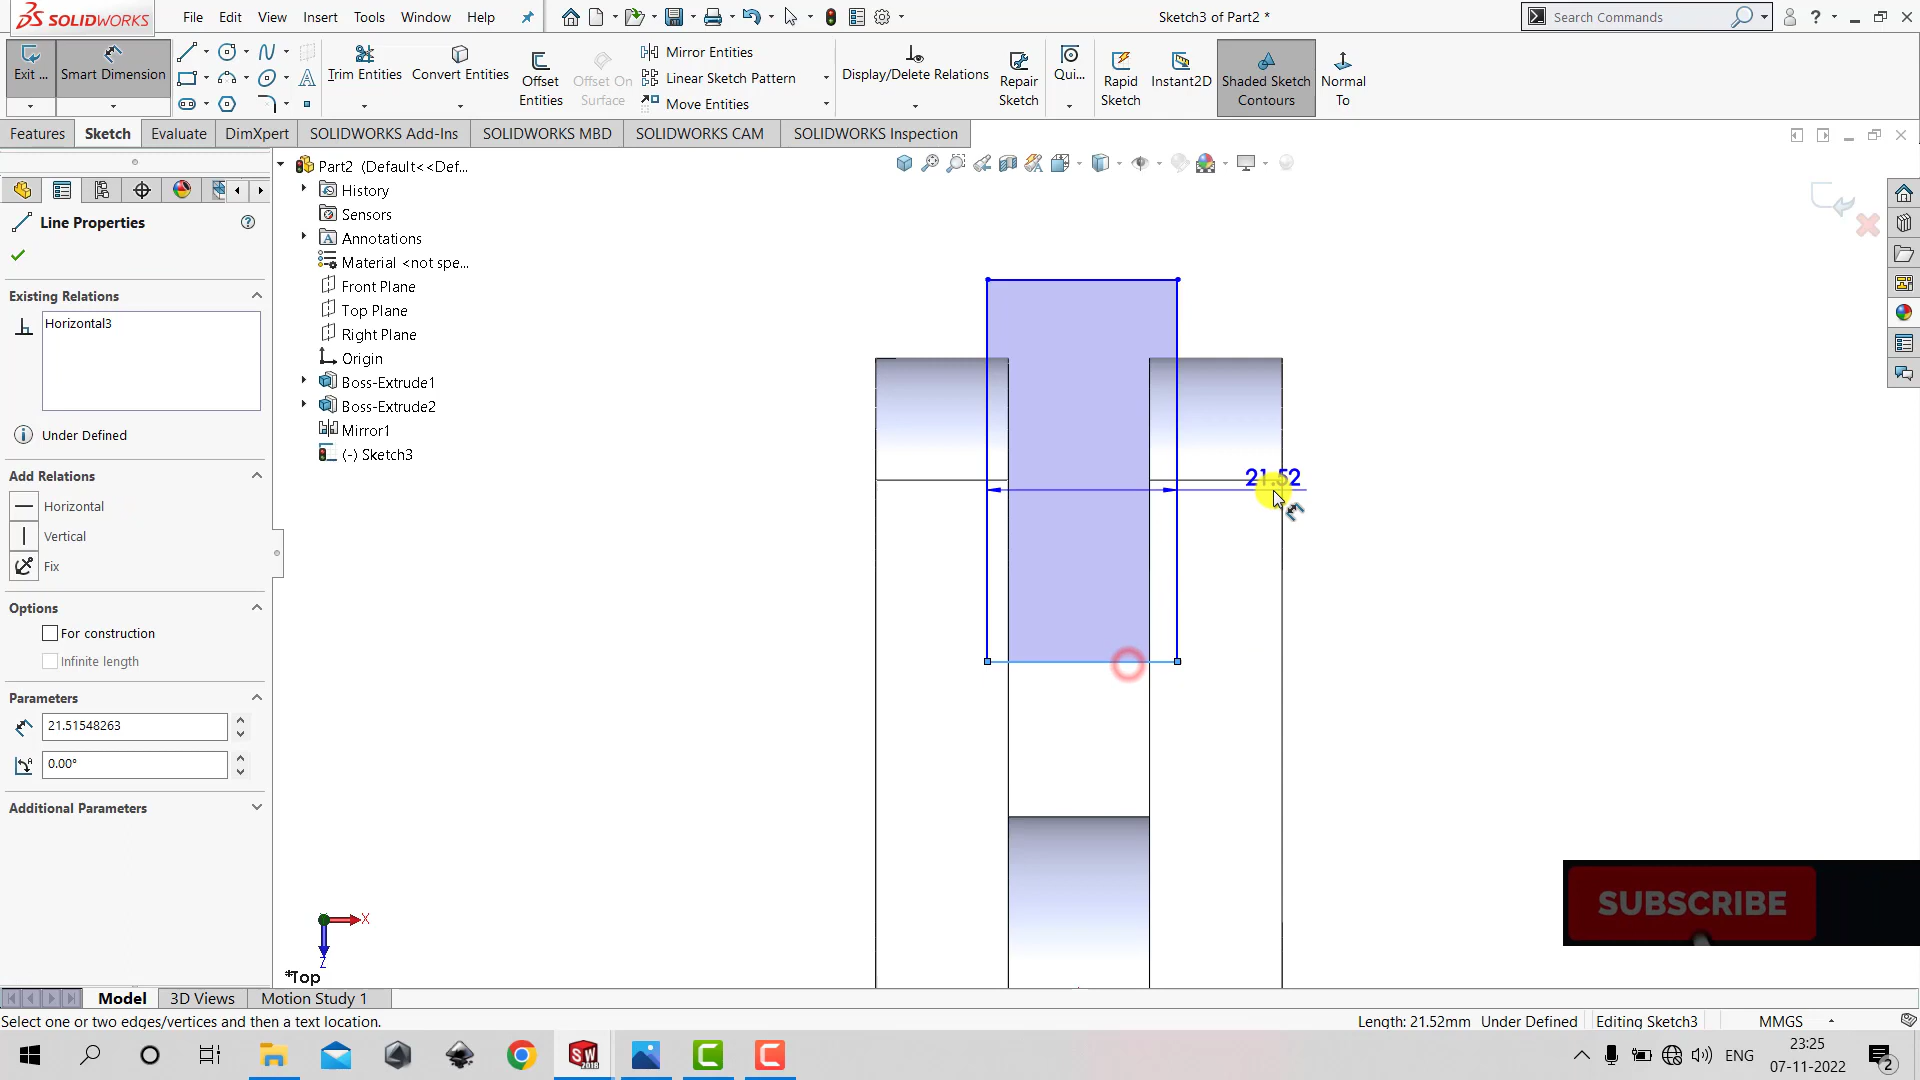 SOLIDWORKS
File
Edit
View
Insert
Tools
Window
Help
Sketch3 of Part2 *
Search Commands
Exit ...
Smart Dimension
Trim Entities
Convert Entities
Offset Entities
Offset On Surface
Mirror Entities
Linear Sketch Pattern
Move Entities
Display/Delete Relations
Repair Sketch
Qui...
Rapid Sketch
Instant2D
Shaded Sketch Contours
Normal To
Features
Sketch
Evaluate
DimXpert
SOLIDWORKS Add-Ins
SOLIDWORKS MBD
SOLIDWORKS CAM
SOLIDWORKS Inspection
Line Properties
Existing Relations
Horizontal3
Under Defined
Add Relations
Horizontal
Vertical
Fix
Options
For construction
Infinite length
Parameters
21.51548263
0.00°
Additional Parameters
Part2 (Default<<Def...
History
Sensors
Annotations
Material <not spe...
Front Plane
Top Plane
Right Plane
Origin
Boss-Extrude1
Boss-Extrude2
Mirror1
(-) Sketch3
21.52
X
Z
*Top
SUBSCRIBE
Model
3D Views
Motion Study 1
Select one or two edges/vertices and then a text location.
Length: 21.52mm
Under Defined
Editing Sketch3
MMGS
ENG
23:25
07-11-2022
2